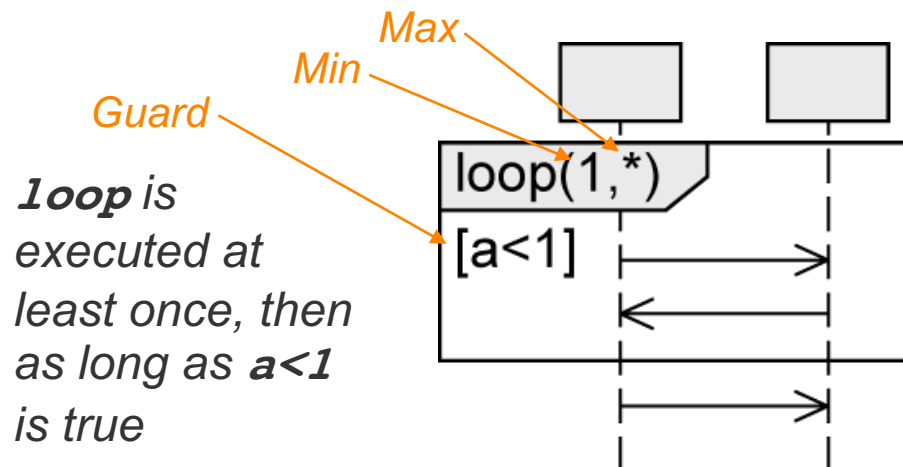 Max
Min
Guard
loop(1,*)
[a<1]
loop is
executed at
least once, then
as long as a<1
is true